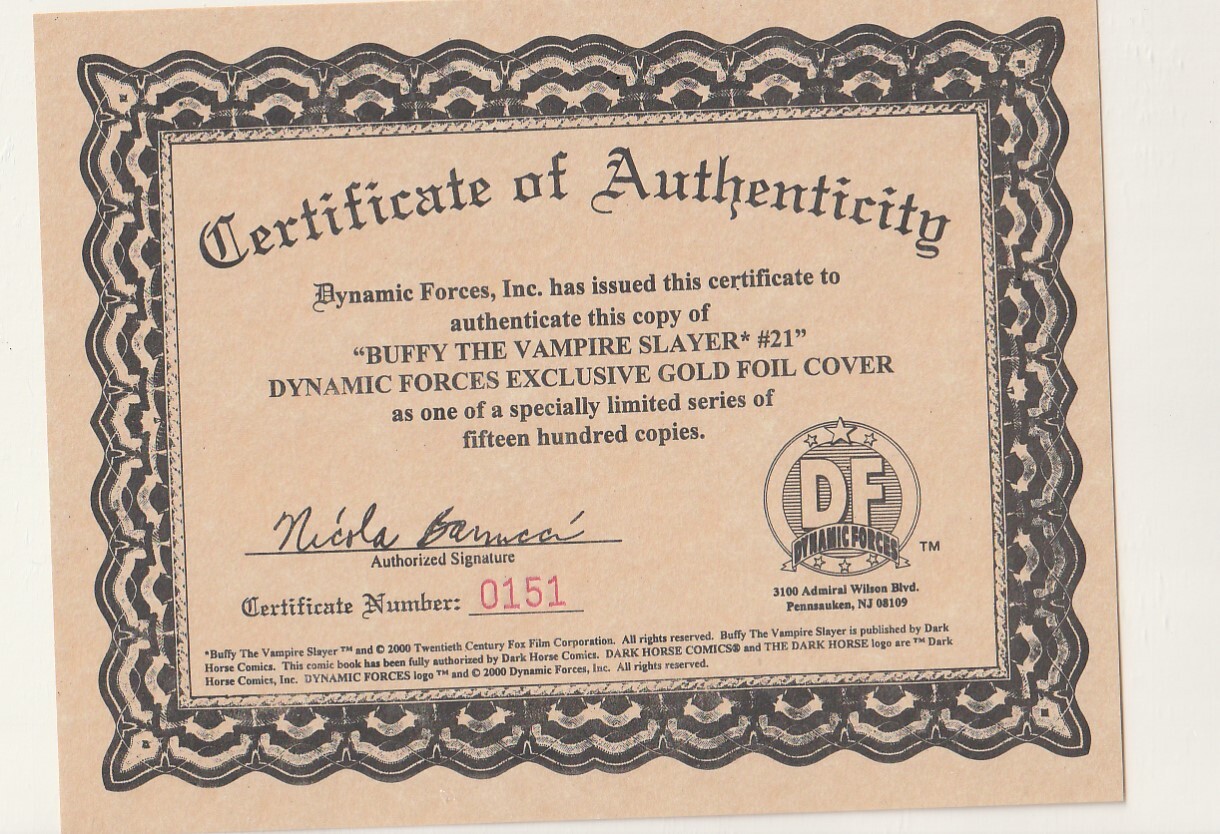 Certificate of Authenticity
Dynamic Forces, Inc. has issued this certificate to
authenticate this copy of
“BUFFY THE VAMPIRE SLAYER* #21”
DYNAMIC FORCES EXCLUSIVE GOLD FOIL COVER
as one of a specially limited series of
fifteen hundred copies.
Nicola Barrucci
Authorized Signature
Certificate Number: 0151
DF
DYNAMIC FORCES
TM
3100 Admiral Wilson Blvd.
Pennsauken, NJ 08109
*Buffy The Vampire Slayer ™ and © 2000 Twentieth Century Fox Film Corporation. All rights reserved. Buffy The Vampire Slayer is published by Dark
Horse Comics. This comic book has been fully authorized by Dark Horse Comics. DARK HORSE COMICS® and THE DARK HORSE logo are ™ Dark
Horse Comics, Inc. DYNAMIC FORCES logo ™ and © 2000 Dynamic Forces, Inc. All rights reserved.